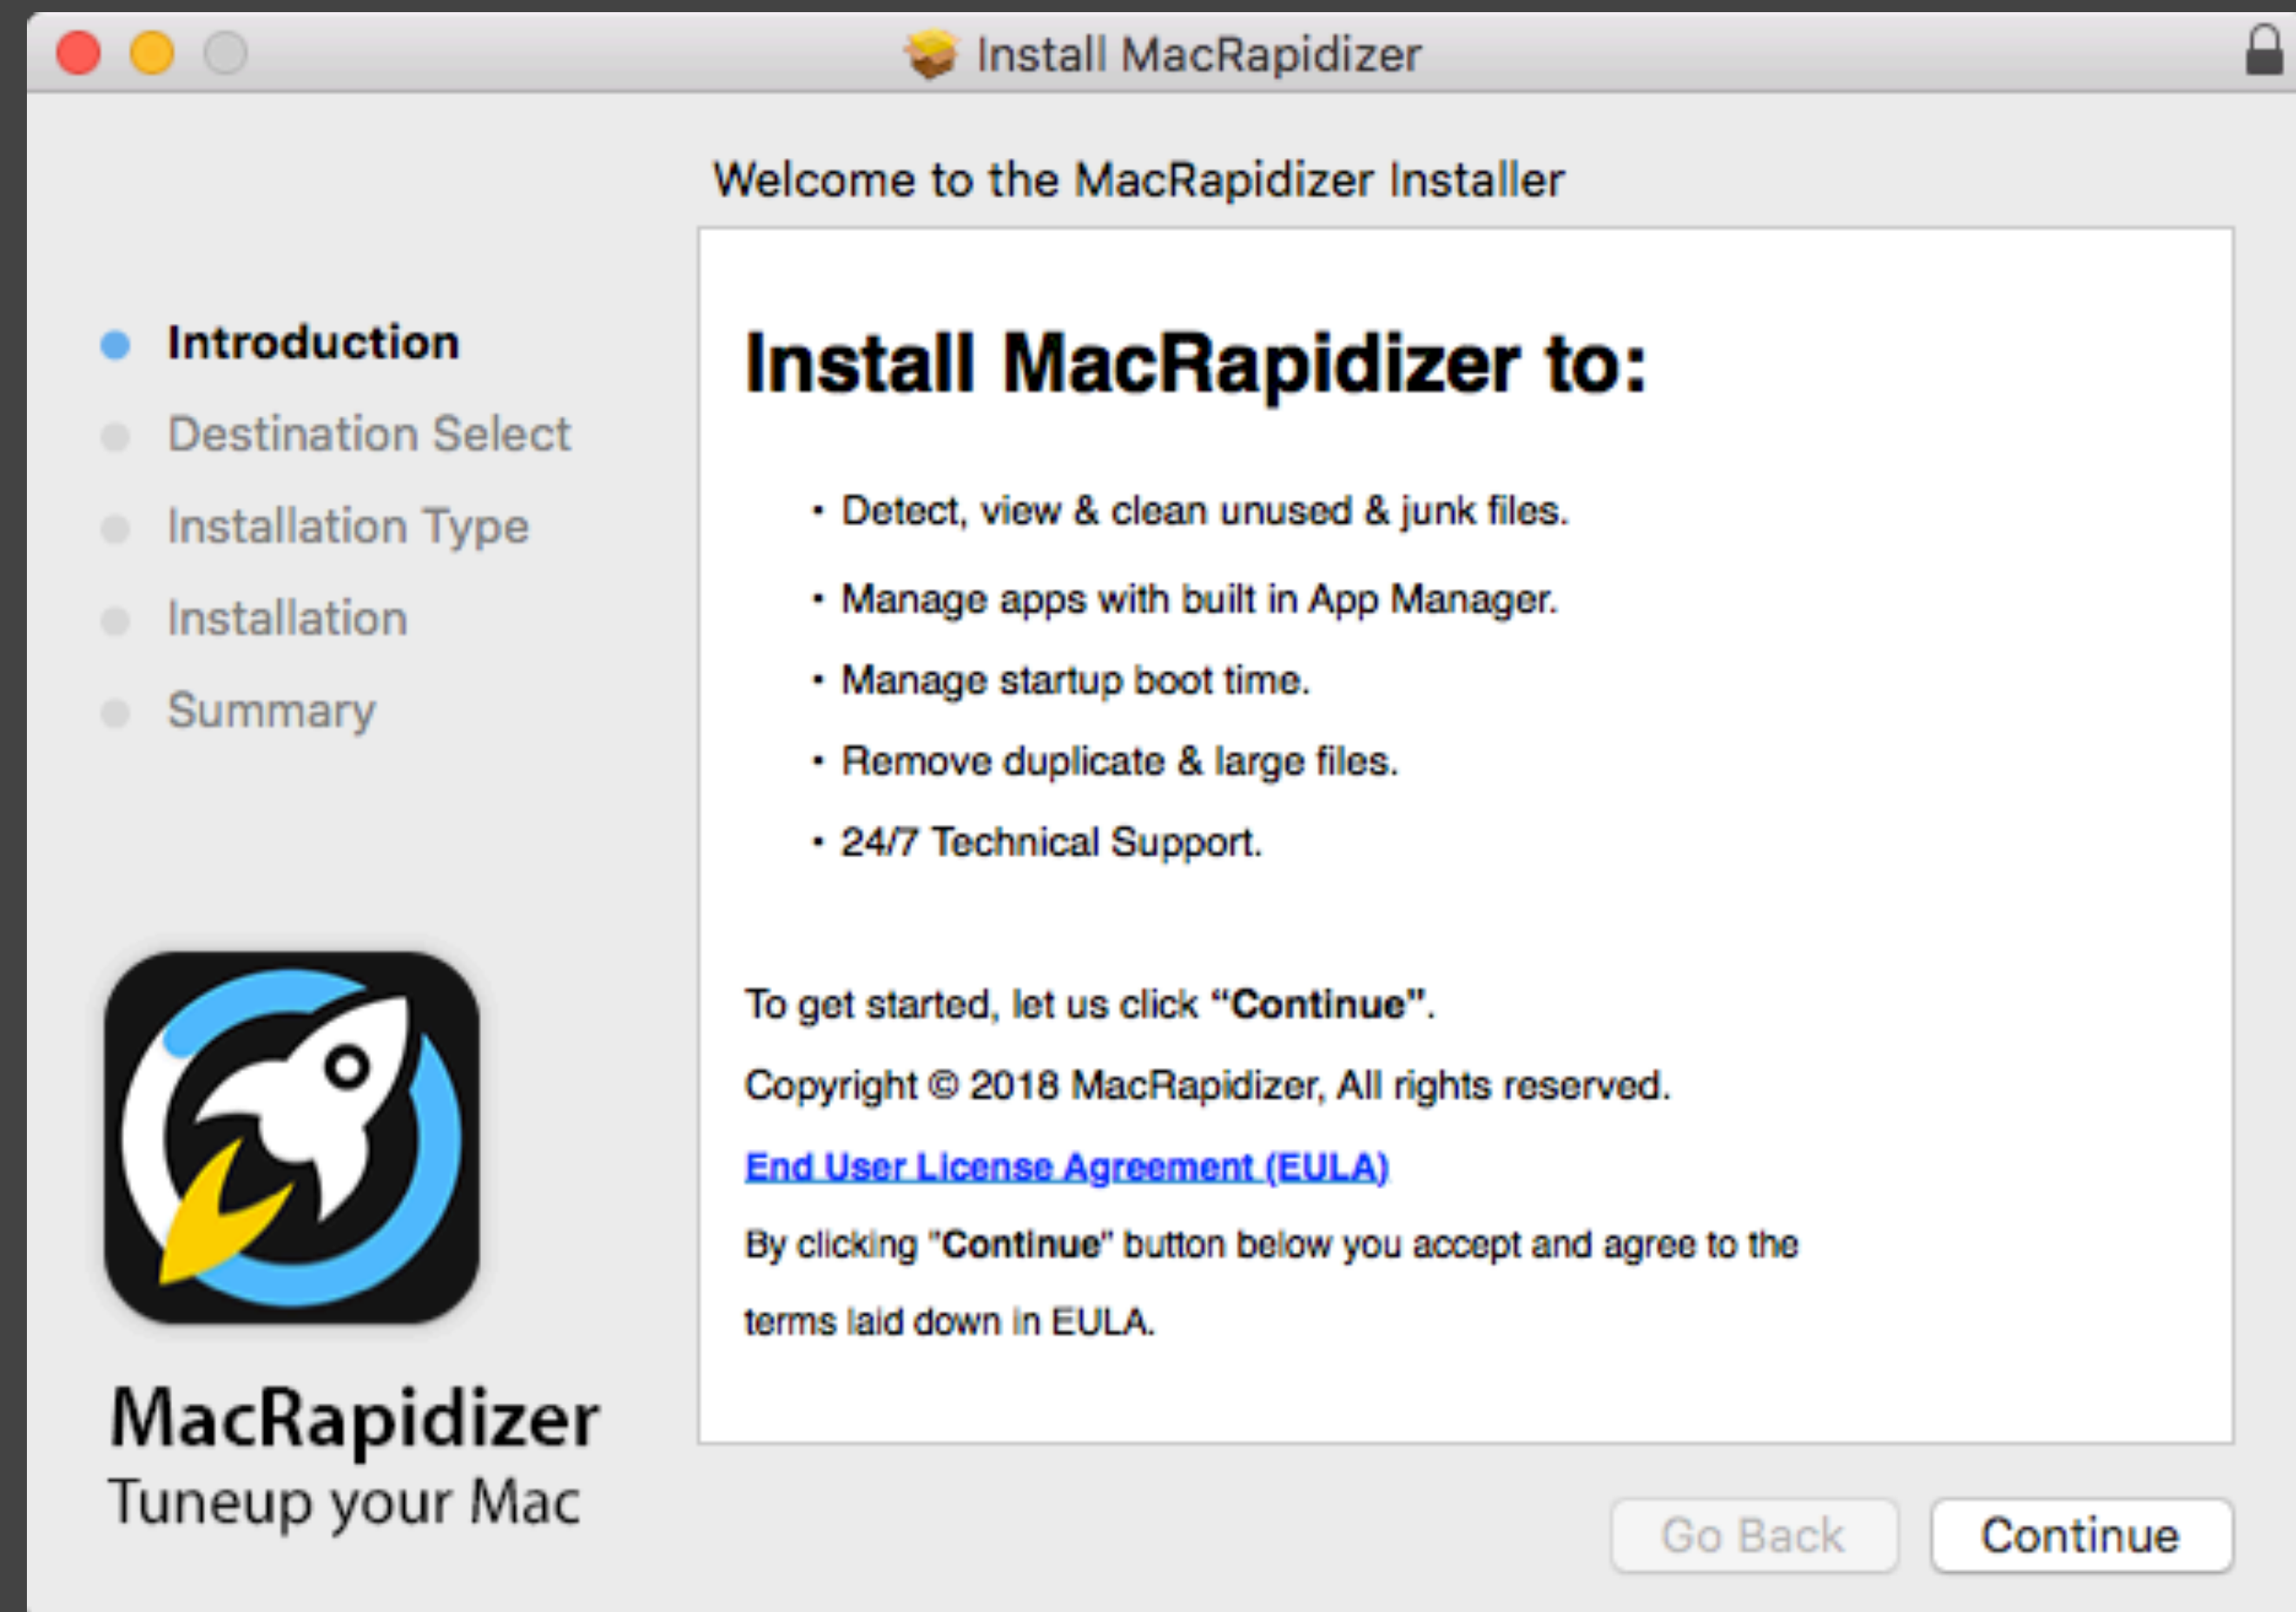 Install MacRapidizer
Welcome to the MacRapidizer Installer
Introduction
Destination Select
Installation Type
Installation
Summary
MacRapidizer
Tuneup your Mac
Install MacRapidizer to:
· Detect, view & clean unused & junk files.
· Manage apps with built in App Manager.
· Manage startup boot time.
· Remove duplicate & large files.
· 24/7 Technical Support.
To get started, let us click “Continue”.
Copyright © 2018 MacRapidizer, All rights reserved.
End User License Agreement (EULA)
By clicking "Continue" button below you accept and agree to the
terms laid down in EULA.
Go Back
Continue